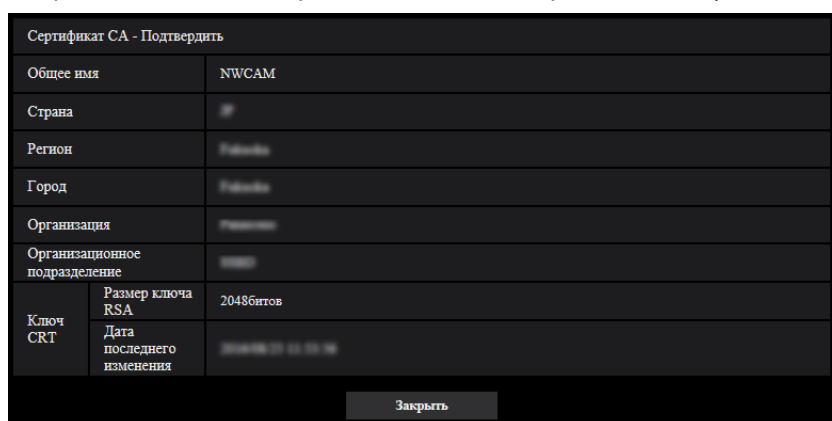 Сертификат CA - Подтвердить
Общее имя NWCAM
Страна
Регион
Город
Организация
Организационное
подразделение
Ключ
CRT
Размер ключа
RSA
2048битов
Дата
последнего
изменения
Закрыть